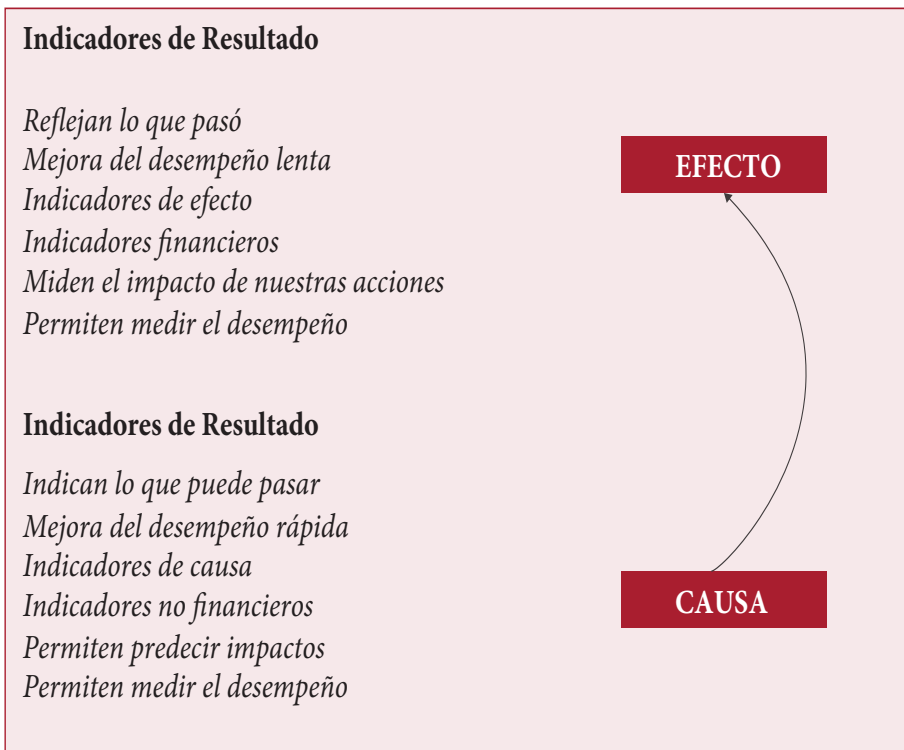 Indicadores de Resultado
Reflejan lo que pasó
Mejora del desempeño lenta
Indicadores de efecto
Indicadores financieros
Miden el impacto de nuestras acciones
Permiten medir el desempeño
EFECTO
Indicadores de Resultado
Indican lo que puede pasar
Mejora del desempeño rápida
Indicadores de causa
Indicadores no financieros
Permiten predecir impactos
Permiten medir el desempeño
CAUSA